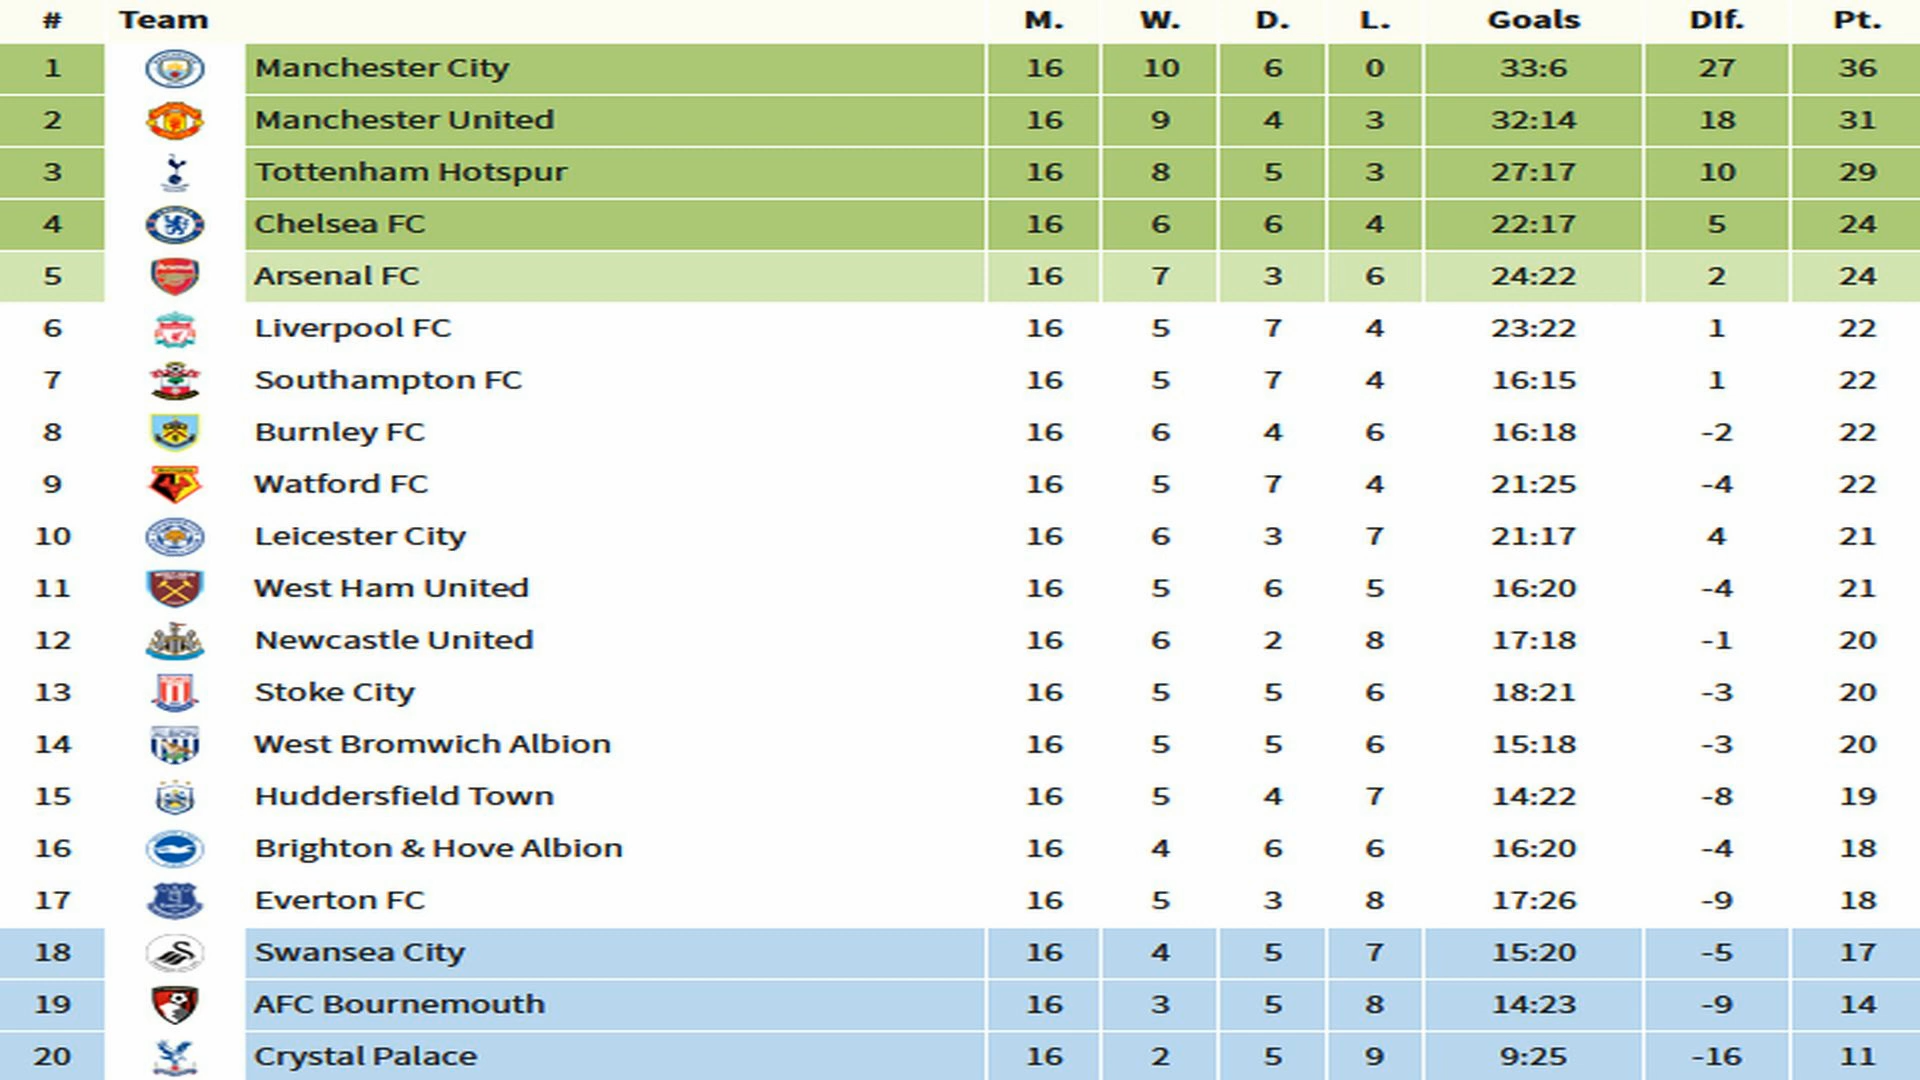 # Team M. W. D. L. Goals DIf. Pt.
1 Manchester City 16 10 6 0 33:6 27 36
2 Manchester United 16 9 4 3 32:14 18 31
3 Tottenham Hotspur 16 8 5 3 27:17 10 29
4 Chelsea FC 16 6 6 4 22:17 5 24
5 Arsenal FC 16 7 3 6 24:22 2 24
6 Liverpool FC 16 5 7 4 23:22 1 22
7 Southampton FC 16 5 7 4 16:15 1 22
8 Burnley FC 16 6 4 6 16:18 -2 22
9 Watford FC 16 5 7 4 21:25 -4 22
10 Leicester City 16 6 3 7 21:17 4 21
11 West Ham United 16 5 6 5 16:20 -4 21
12 Newcastle United 16 6 2 8 17:18 -1 20
13 Stoke City 16 5 5 6 18:21 -3 20
14 West Bromwich Albion 16 5 5 6 15:18 -3 20
15 Huddersfield Town 16 5 4 7 14:22 -8 19
16 Brighton & Hove Albion 16 4 6 6 16:20 -4 18
17 Everton FC 16 5 3 8 17:26 -9 18
18 Swansea City 16 4 5 7 15:20 -5 17
19 AFC Bournemouth 16 3 5 8 14:23 -9 14
20 Crystal Palace 16 2 5 9 9:25 -16 11